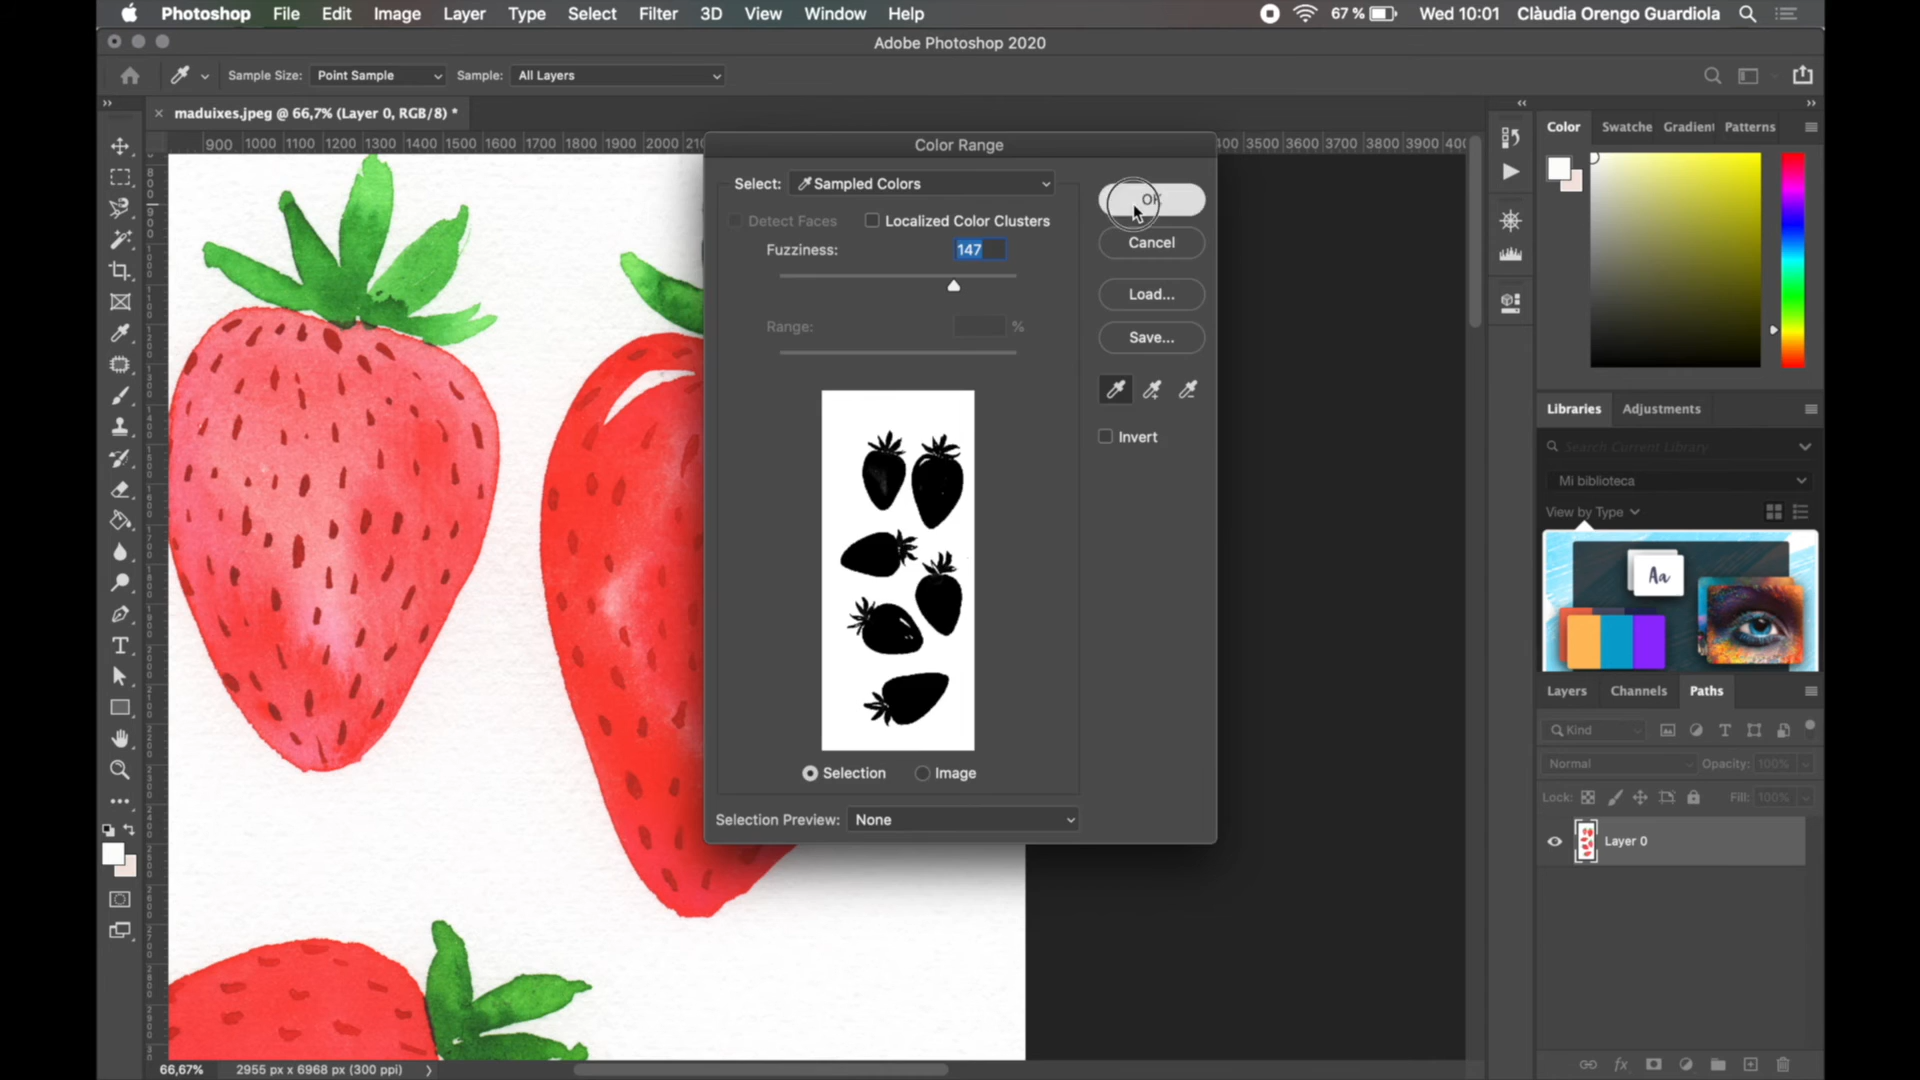 Photoshop File Edit Image Layer Type Select Filter 3D View Window Help 67 % Wed 10:01 Clàudia Orengo Guardiola
Adobe Photoshop 2020
Sample Size: Point Sample Sample: All Layers
maduixes.jpeg @ 66,7% (Layer 0, RGB/8) *
900 1000 1100 1200 1300 1400 1500 1600 1700 1800 1900 2000 3500 3600 3700 3800 3900
Color Range
Select: Sampled Colors
OK
Detect Faces Localized Color Clusters
Fuzziness: 147
Cancel
Load...
Range: %
Save...
Invert
Selection Image
Selection Preview: None
Color Swatche Gradient Patterns
Libraries Adjustments
Search Current Library
Mi biblioteca
View by Type
Aa
Layers Channels Paths
Kind
Normal Opacity: 100%
Lock: Fill: 100%
Layer 0
fx
66,67% 2955 px x 6968 px (300 ppi)